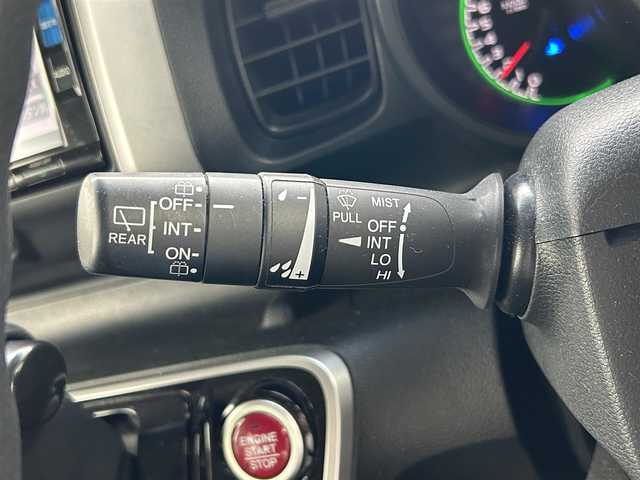 REAR
OFF
INT
ON
- 
+
PULL
MIST
OFF
INT
LO
HI
ENGINE
START
STOP